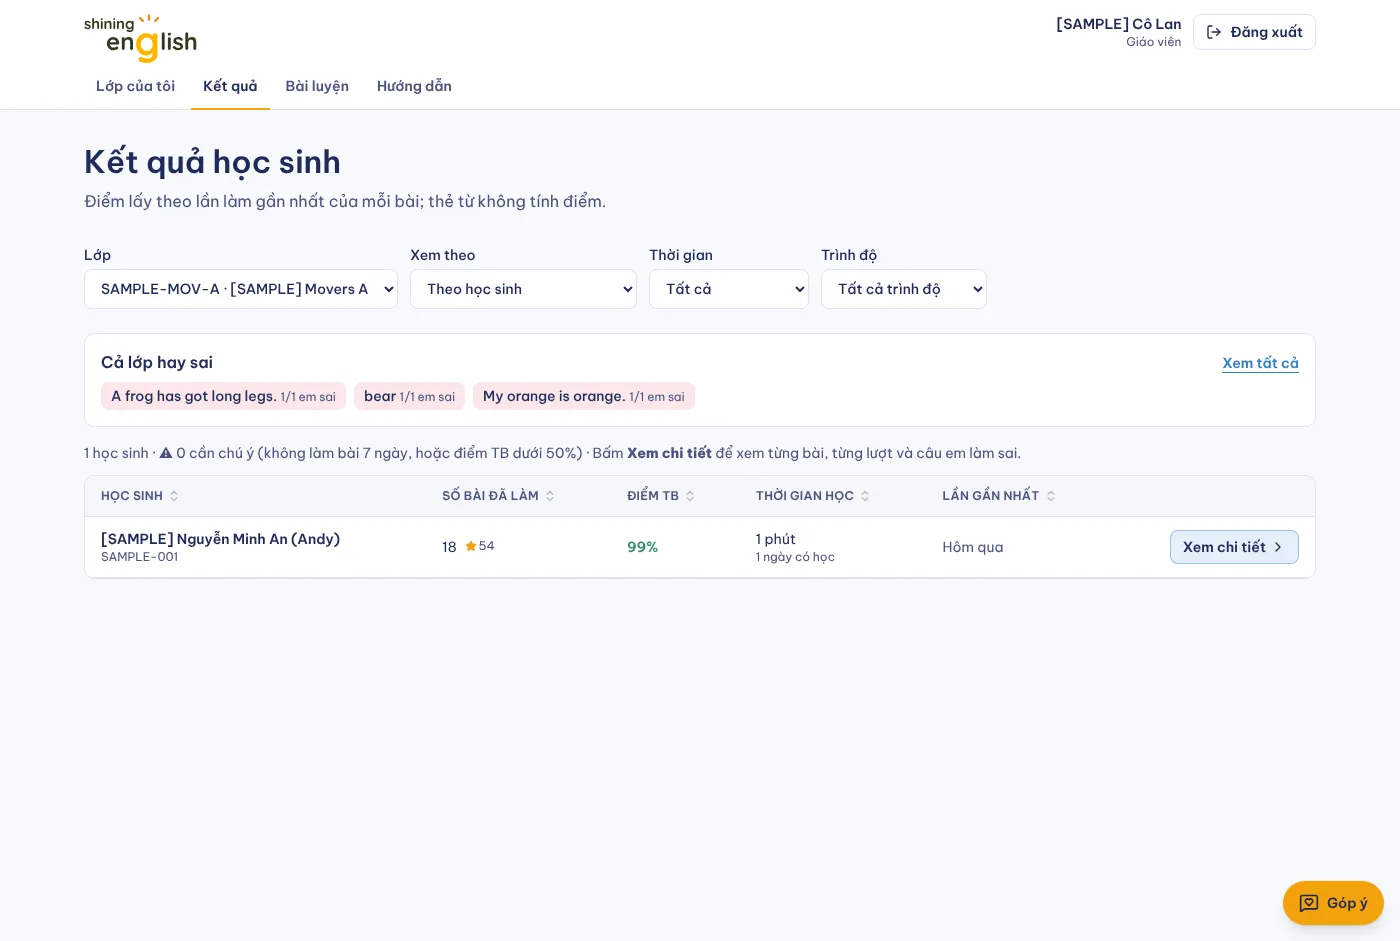 shining
english
[SAMPLE] Cô Lan
Giáo viên
Đăng xuất
Lớp của tôi
Kết quả
Bài luyện
Hướng dẫn
Kết quả học sinh
Điểm lấy theo lần làm gần nhất của mỗi bài; thẻ từ không tính điểm.
Lớp
Xem theo
Thời gian
Trình độ
SAMPLE-MOV-A · [SAMPLE] Movers A
Theo học sinh
Tất cả
Tất cả trình độ
Cả lớp hay sai
Xem tất cả
A frog has got long legs. 1/1 em sai
bear 1/1 em sai
My orange is orange. 1/1 em sai
1 học sinh · ⚠ 0 cần chú ý (không làm bài 7 ngày, hoặc điểm TB dưới 50%) · Bấm Xem chi tiết để xem từng bài, từng lượt và câu em làm sai.
HỌC SINH
SỐ BÀI ĐÃ LÀM
ĐIỂM TB
THỜI GIAN HỌC
LẦN GẦN NHẤT
[SAMPLE] Nguyễn Minh An (Andy)
SAMPLE-001
18 ★ 54
99%
1 phút
1 ngày có học
Hôm qua
Xem chi tiết
Góp ý